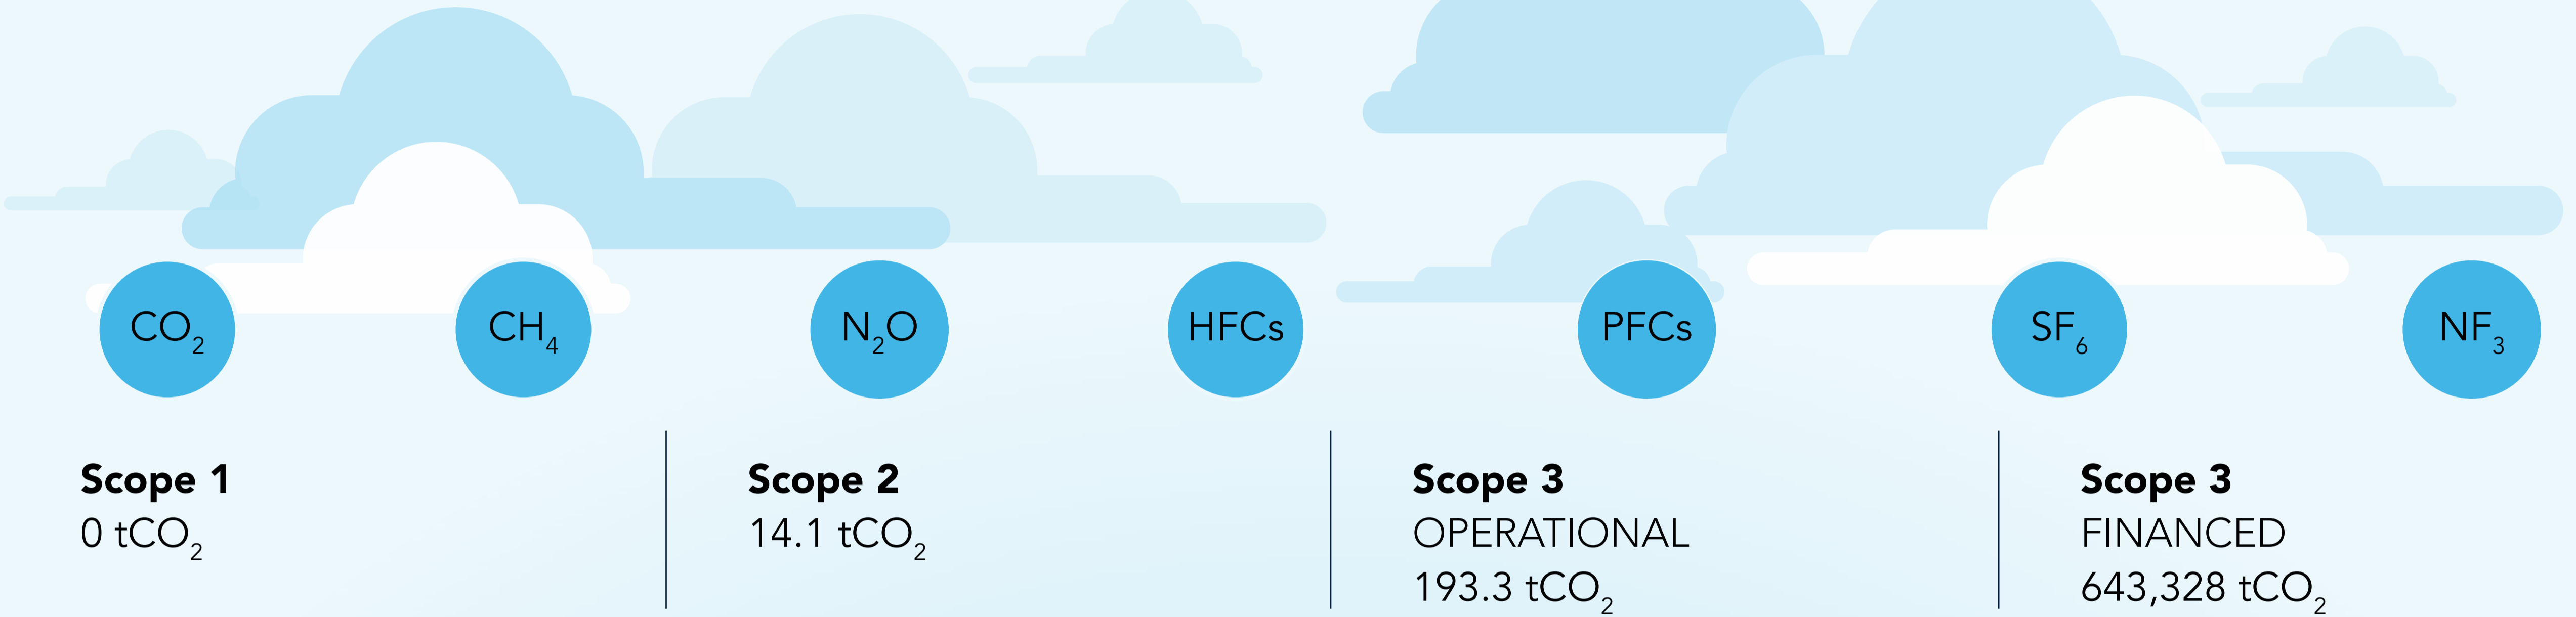 CO₂
CH₄
N₂O
HFCs
PFCs
SF₆
NF₃
Scope 1
0 tCO₂
Scope 2
14.1 tCO₂
Scope 3
OPERATIONAL
193.3 tCO₂
Scope 3
FINANCED
643,328 tCO₂